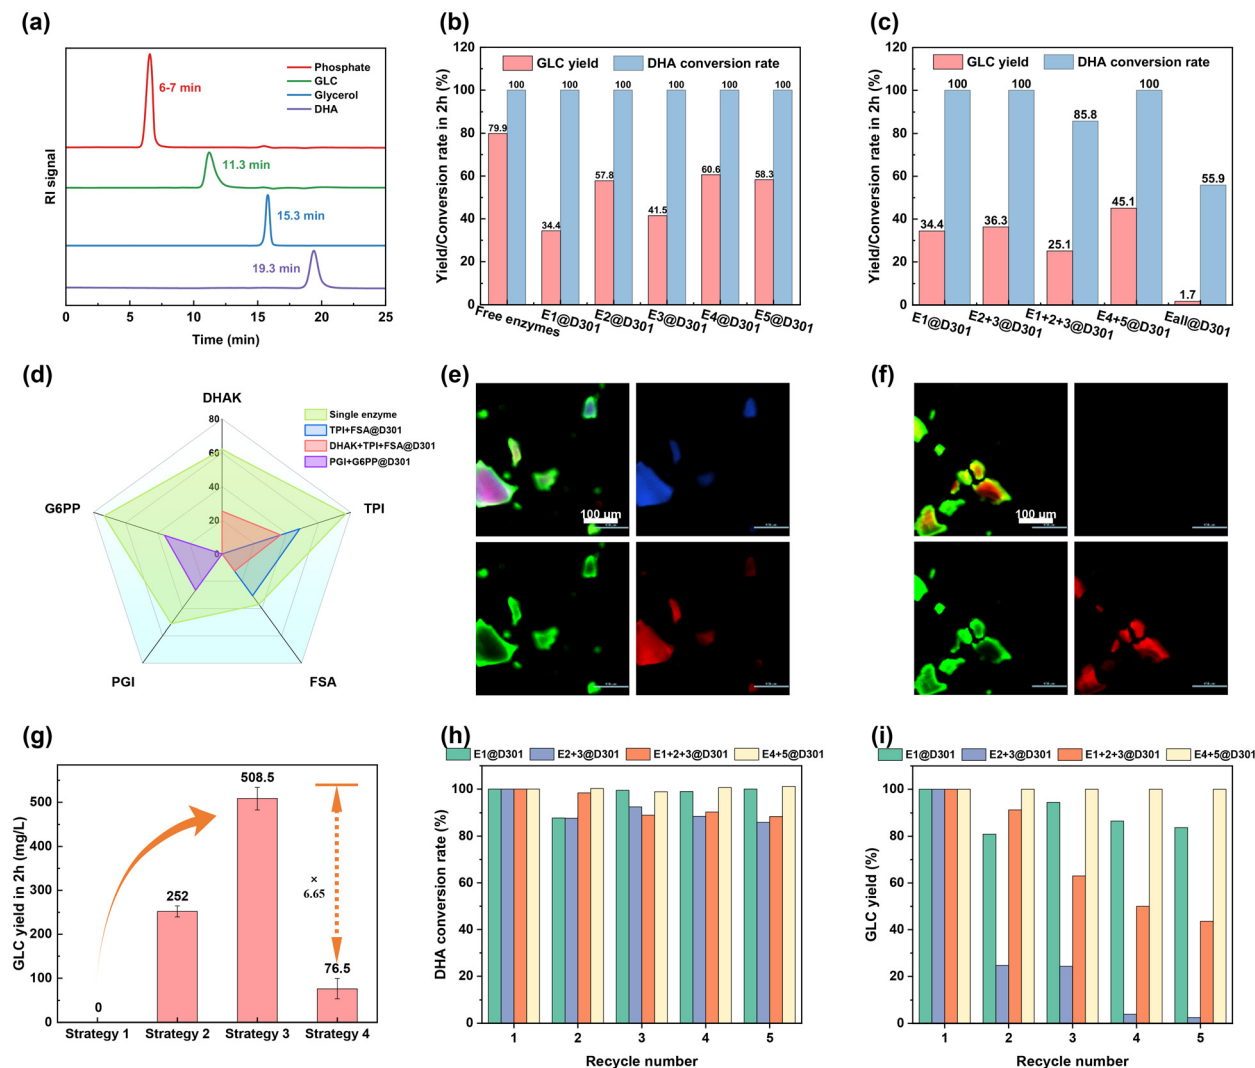 (a)
Phosphate
GLC
Glycerol
DHA
6-7 min
11.3 min
15.3 min
19.3 min
RI signal
0 5 10 15 20 25
Time (min)
(b)
GLC yield DHA conversion rate
Yield/Conversion rate in 2h (%)
120
100
80
60
40
20
0
79.9 100
34.4 100
57.8 100
41.5 100
60.6 100
58.3 100
Free enzymes E1@D301 E2@D301 E3@D301 E4@D301 E5@D301
(c)
GLC yield DHA conversion rate
Yield/Conversion rate in 2h (%)
120
100
80
60
40
20
0
34.4 100
36.3 100
25.1 85.8
45.1 100
1.7 55.9
E1@D301 E2+3@D301 E1+2+3@D301 E4+5@D301 Eall@D301
(d)
DHAK
Single enzyme
TPI+FSA@D301
DHAK+TPI+FSA@D301
PGI+G6PP@D301
80
60
40
20
0
G6PP
TPI
PGI
FSA
(e)
100 μm
(f)
100 μm
(g)
GLC yield in 2h (mg/L)
500
400
300
200
100
0
0
252
508.5
76.5
×
6.65
Strategy 1 Strategy 2 Strategy 3 Strategy 4
(h)
E1@D301 E2+3@D301 E1+2+3@D301 E4+5@D301
DHA conversion rate (%)
100
80
60
40
20
0
1 2 3 4 5
Recycle number
(i)
E1@D301 E2+3@D301 E1+2+3@D301 E4+5@D301
GLC yield (%)
100
80
60
40
20
0
1 2 3 4 5
Recycle number